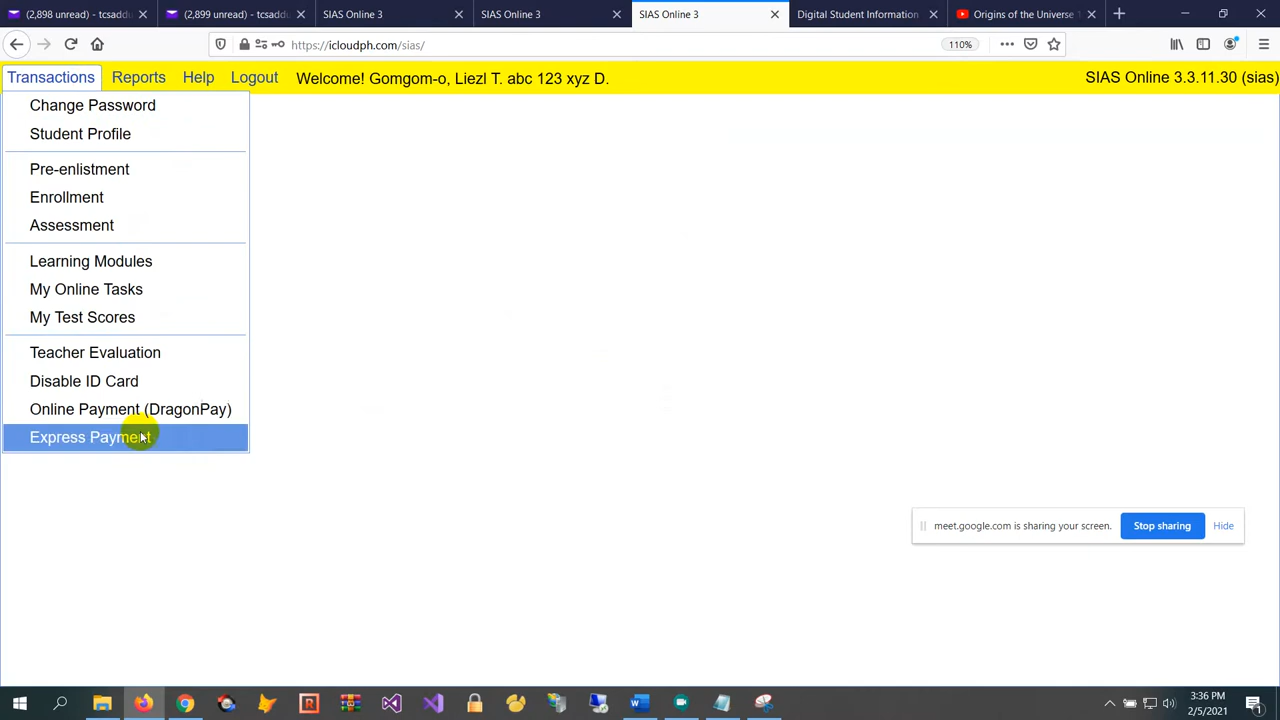 (2,898 unread) - tcsaddu
(2,899 unread) - tcsaddu
SIAS Online 3
SIAS Online 3
SIAS Online 3
Digital Student Information
Origins of the Universe 1
https://icloudph.com/sias/
110%
Transactions Reports Help Logout Welcome! Gomgom-o, Liezl T. abc 123 xyz D. SIAS Online 3.3.11.30 (sias)
Change Password
Student Profile
Pre-enlistment
Enrollment
Assessment
Learning Modules
My Online Tasks
My Test Scores
Teacher Evaluation
Disable ID Card
Online Payment (DragonPay)
Express Payment
meet.google.com is sharing your screen. Stop sharing Hide
3:36 PM
2/5/2021